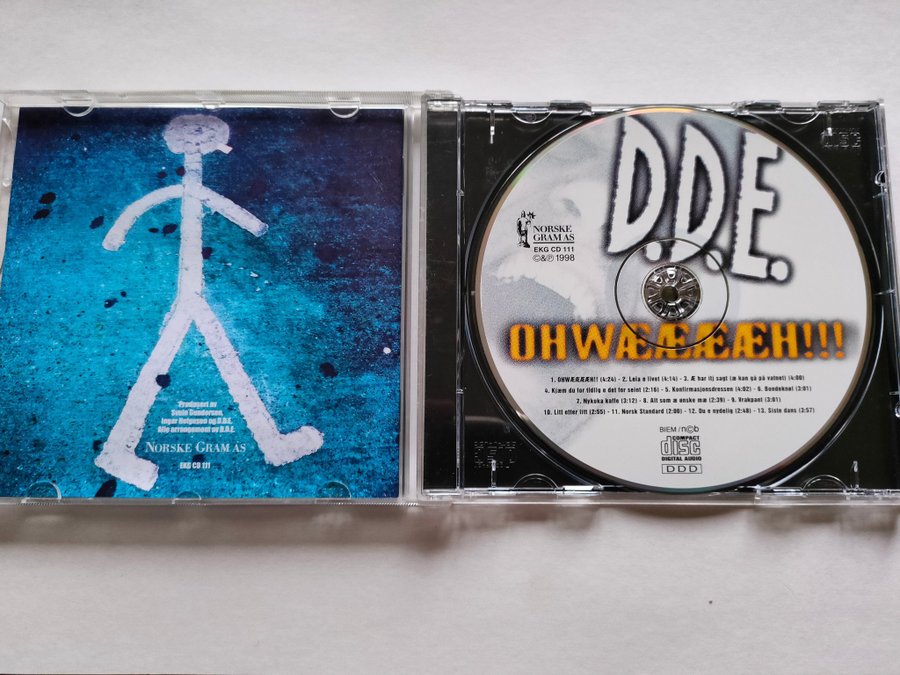 Produsert av
Svein Gundersen,
Inger Helgesen og D.D.E.
Alle arrangement av D.D.E.
NORSKE GRAM AS
EKG CD 111
D.D.E.
NORSKE
GRAM AS
EKG CD 111
©&℗ 1998
OHWÆÆÆÆH!!!
1. OHWÆÆÆÆH!! (4:24) - 2. Leia e livet (4:14) - 3. Æ har itj sagt (æ kan gå på vatnet) (4:00)
4. Kjæm du for tidlig e det før seint (2:16) - 5. Konfirmasjonsdressen (4:02) - 6. Bondeknøl (3:01)
7. Nykoka kaffe (3:12) - 8. Alt som æ ønske mæ (2:39) - 9. Vrakpant (3:01)
10. Litt etter litt (2:55) - 11. Norsk Standard (2:00) - 12. Du e nydelig (2:48) - 13. Siste dans (3:57)
BIEM / n©b
COMPACT
disc
DIGITAL AUDIO
DDD